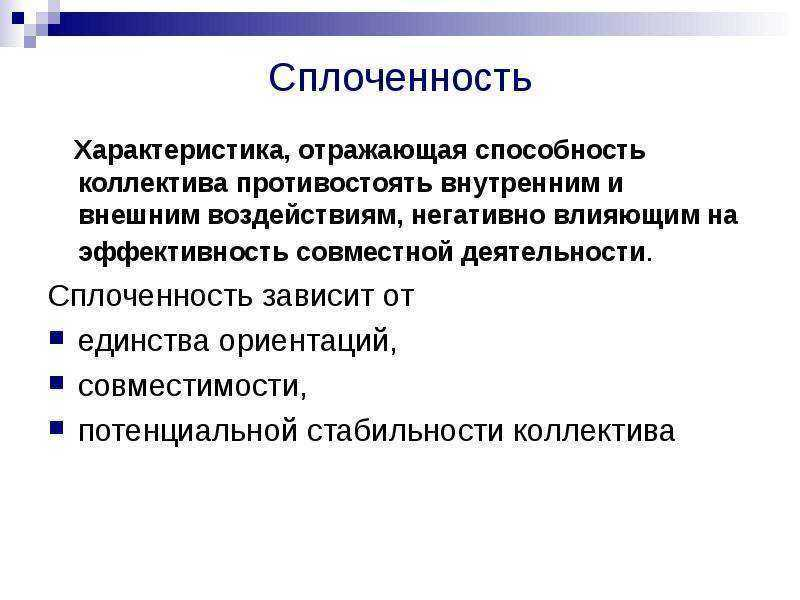 Сплоченность
Характеристика, отражающая способность
коллектива противостоять внутренним и
внешним воздействиям, негативно влияющим на
эффективность совместной деятельности.
Сплоченность зависит от
единства ориентаций,
совместимости,
потенциальной стабильности коллектива